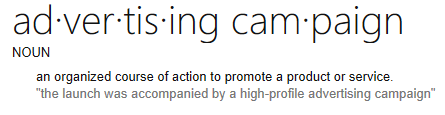 ad·ver·tis·ing cam·paign
NOUN
an organized course of action to promote a product or service.
"the launch was accompanied by a high-profile advertising campaign"